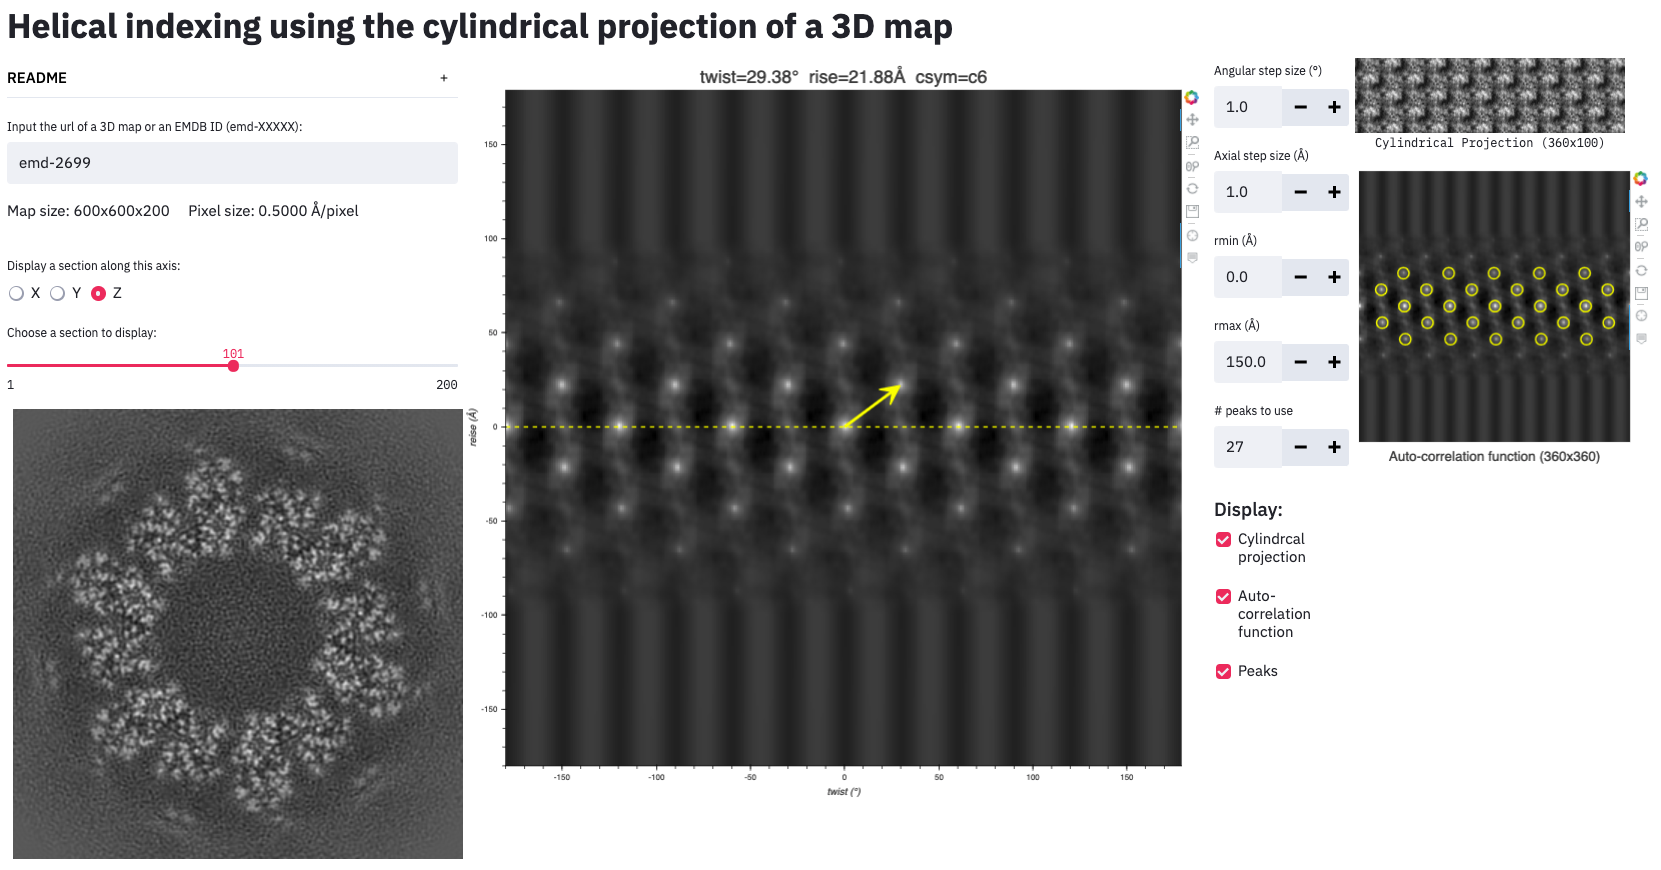 Helical indexing using the cylindrical projection of a 3D map
README
+
Input the url of a 3D map or an EMDB ID (emd-XXXXX):
emd-2699
Map size: 600x600x200 Pixel size: 0.5000 Å/pixel
Display a section along this axis:
X Y Z
Choose a section to display:
101
1 200
twist=29.38° rise=21.88Å csym=c6
150
100
50
0
-50
-100
-150
reise (Å)
-150 -100 -50 0 50 100 150
twist (°)
Angular step size (°)
1.0 − +
Axial step size (Å)
1.0 − +
rmin (Å)
0.0 − +
rmax (Å)
150.0 − +
# peaks to use
27 − +
Display:
Cylindrcal
projection
Auto-
correlation
function
Peaks
Cylindrical Projection (360x100)
Auto-correlation function (360x360)